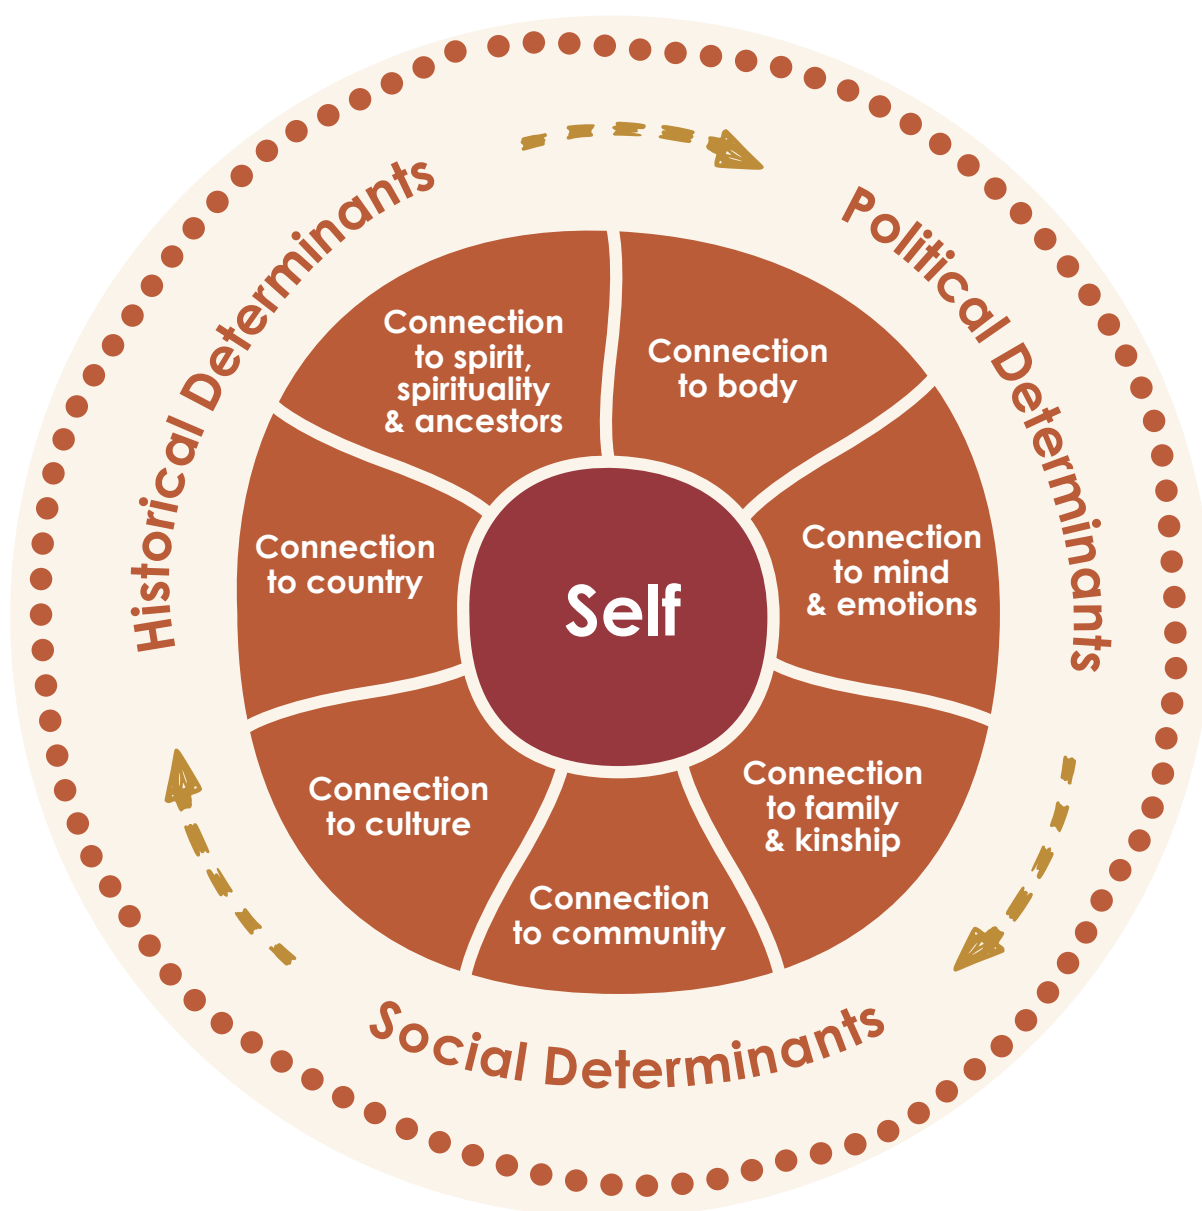 Historical Determinants
Political Determinants
Connection
to spirit,
spirituality
& ancestors
Connection
to body
Connection
to country
Self
Connection
to mind
& emotions
Connection
to culture
Connection
to family
& kinship
Connection
to community
Social Determinants